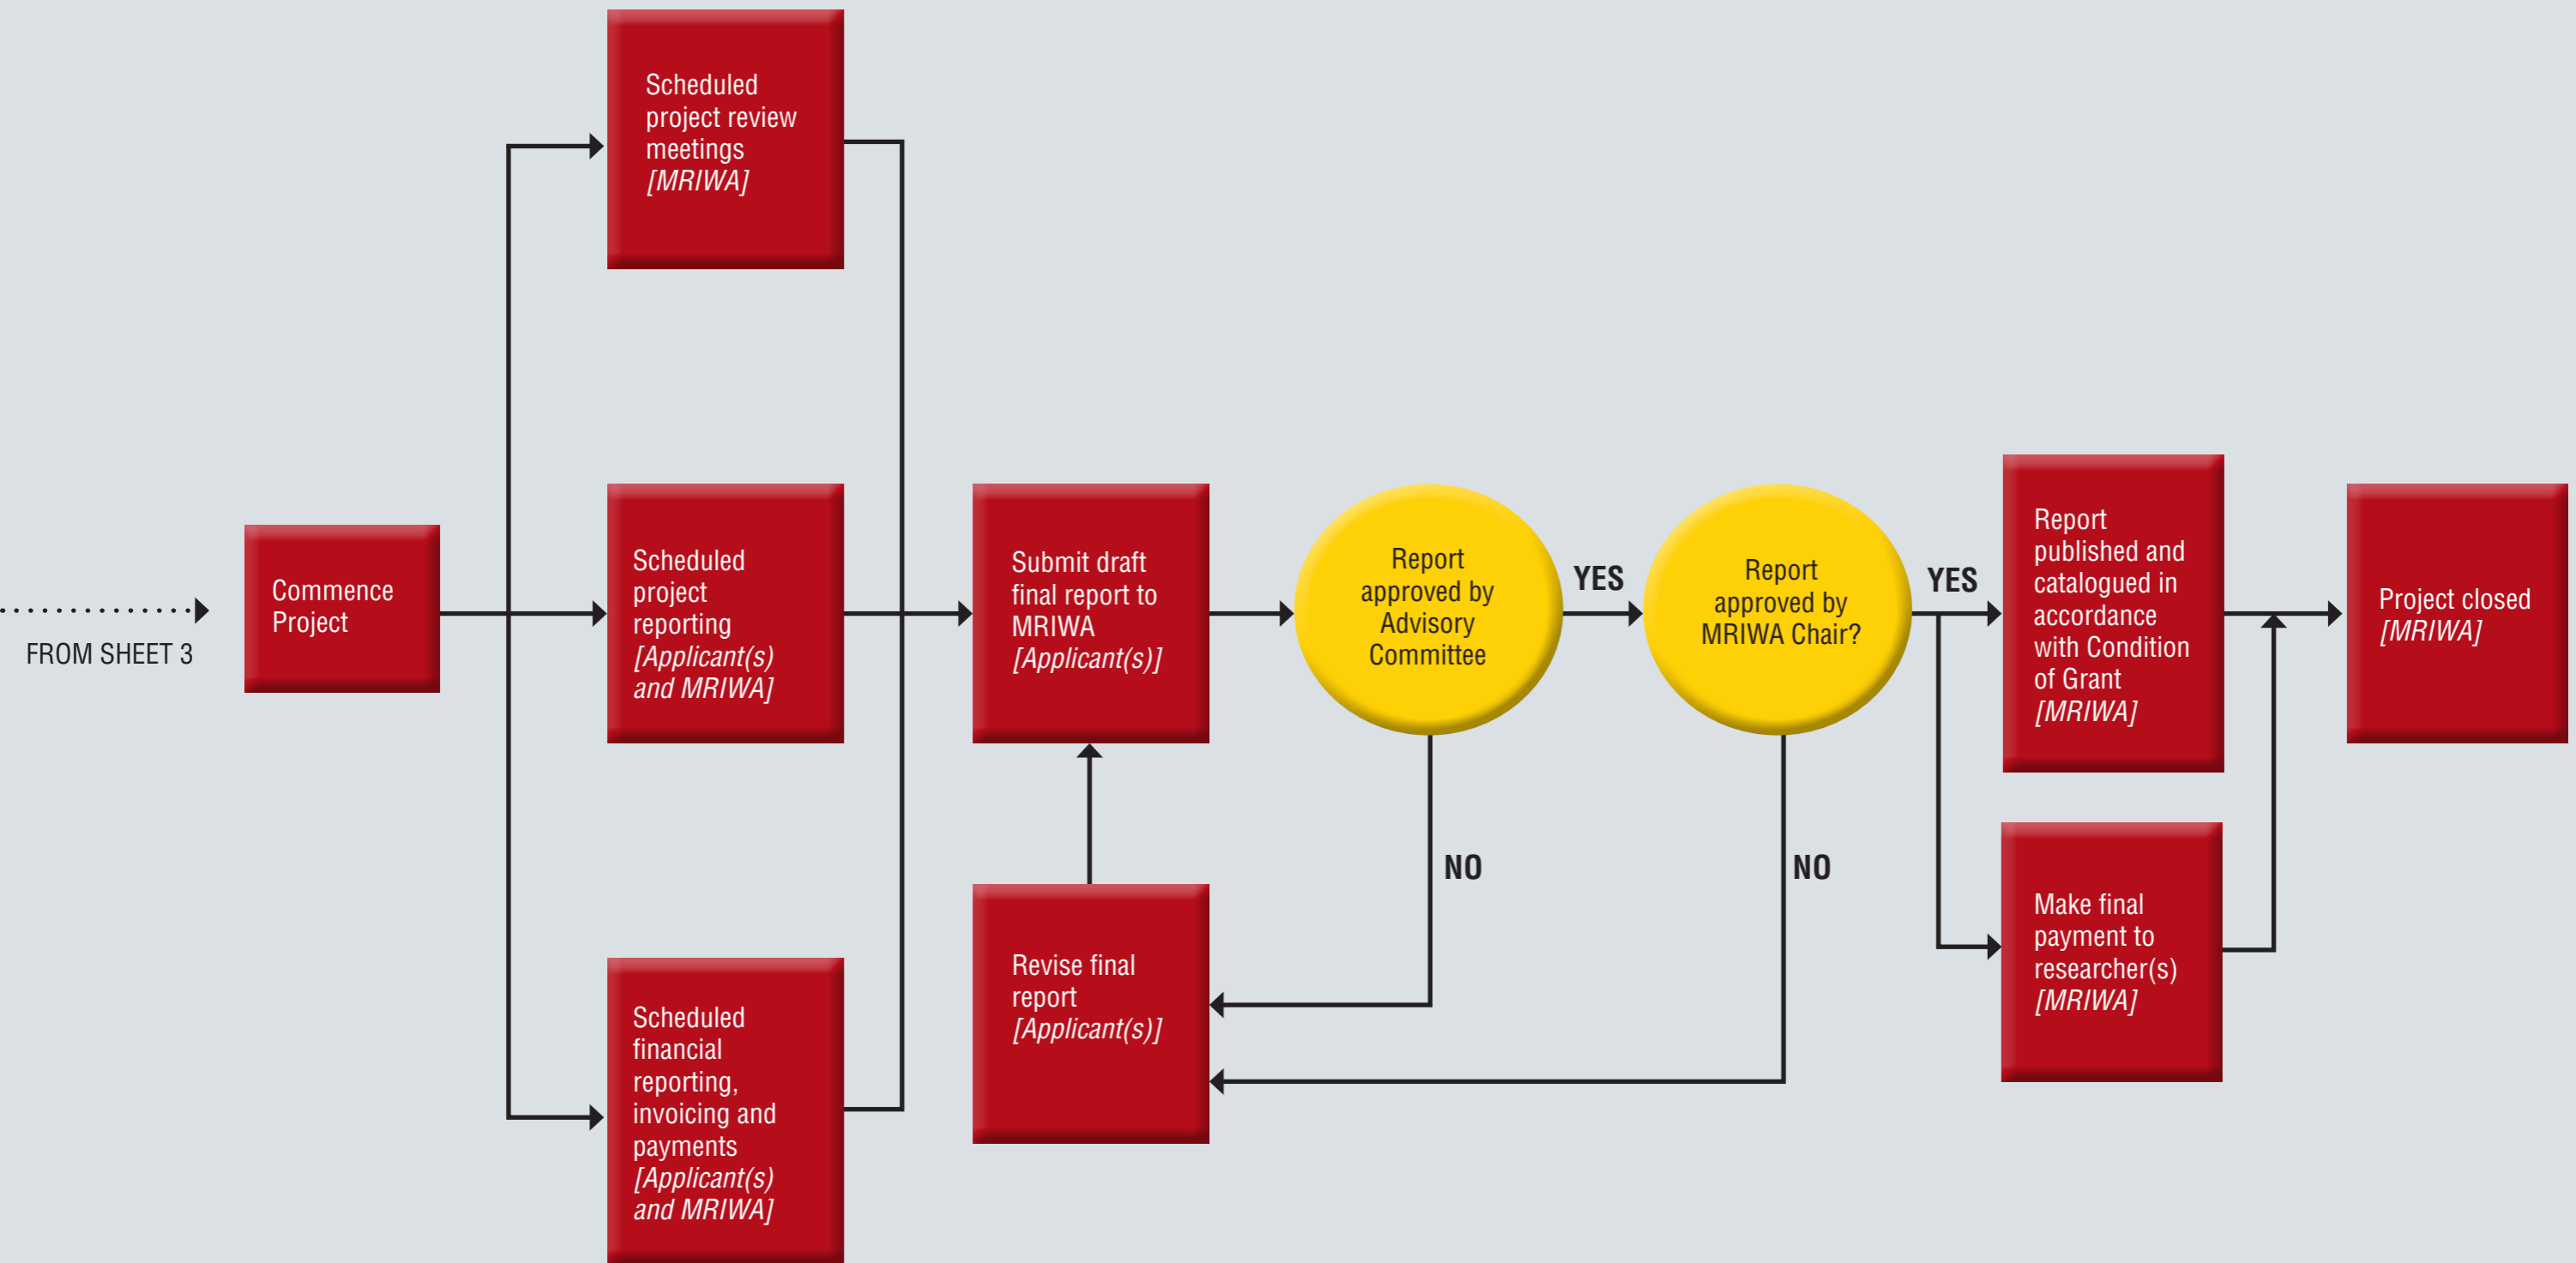 FROM SHEET 3
Commence
Project
Scheduled
project review
meetings
[MRIWA]
Scheduled
project
reporting
[Applicant(s)
and MRIWA]
Scheduled
financial
reporting,
invoicing and
payments
[Applicant(s)
and MRIWA]
Submit draft
final report to
MRIWA
[Applicant(s)]
Revise final
report
[Applicant(s)]
Report
approved by
Advisory
Committee
YES
NO
Report
approved by
MRIWA Chair?
YES
NO
Report
published and
catalogued in
accordance
with Condition
of Grant
[MRIWA]
Make final
payment to
researcher(s)
[MRIWA]
Project closed
[MRIWA]